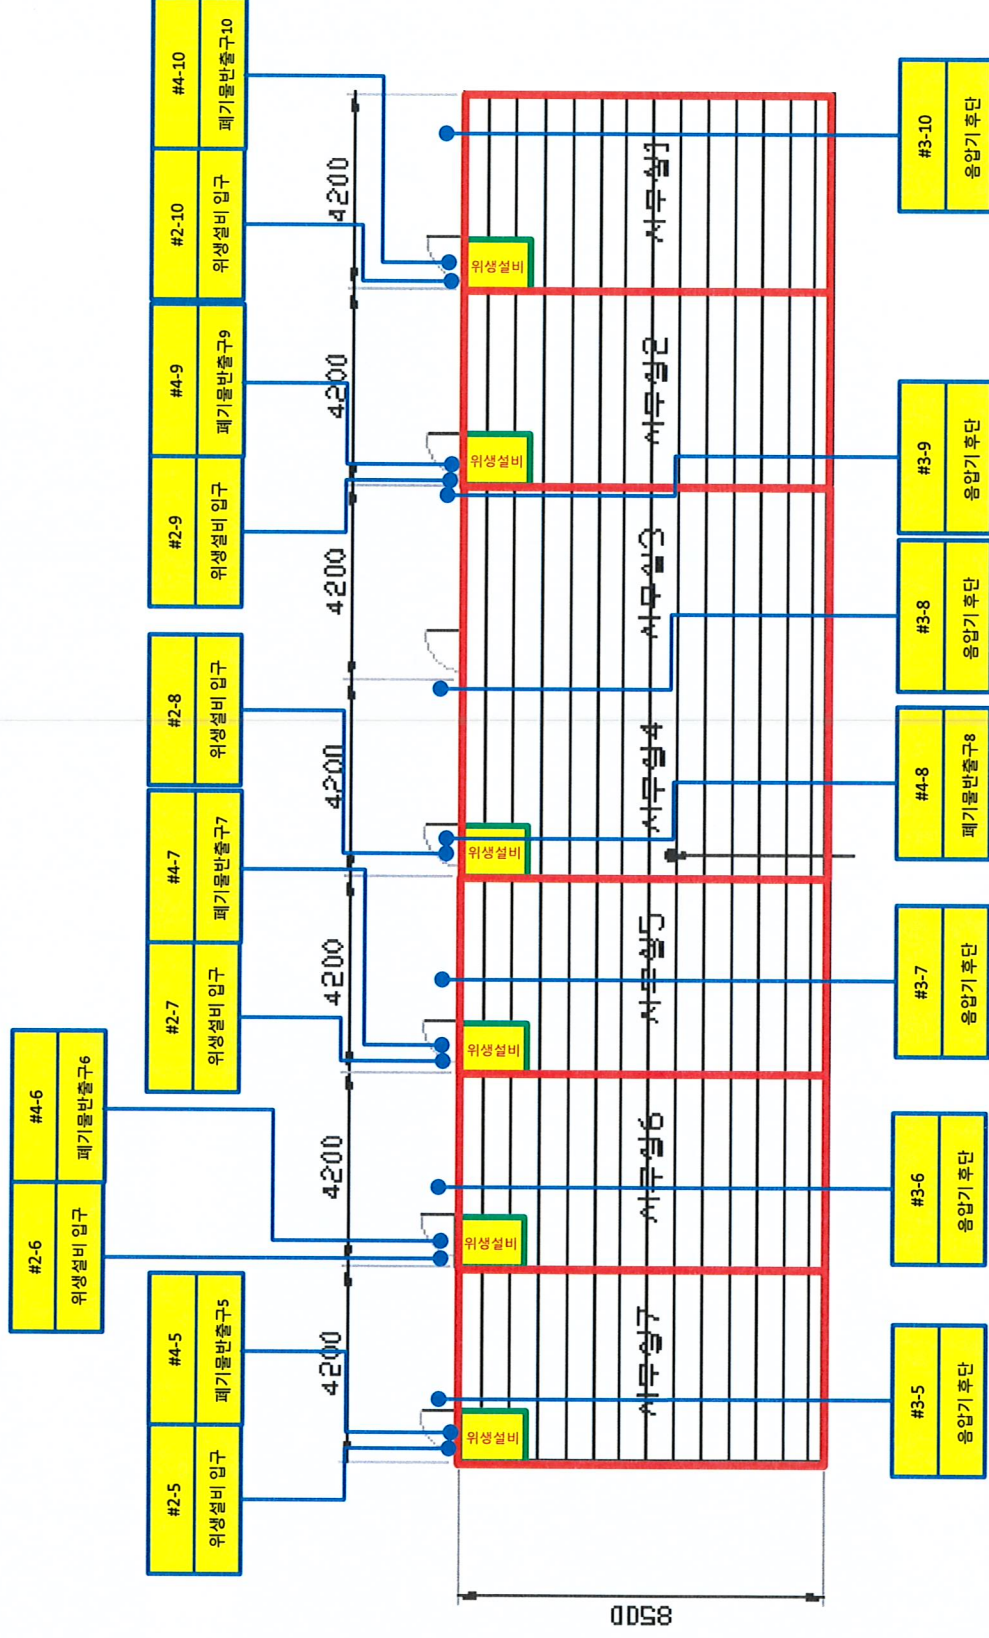 #2-6
위생설비 입구
#4-6
폐기물반출구6
#2-5
위생설비 입구
#4-5
폐기물반출구5
#2-7
위생설비 입구
#4-7
폐기물반출구7
#2-8
위생설비 입구
#2-9
위생설비 입구
#4-9
폐기물반출구9
#2-10
위생설비 입구
#4-10
폐기물반출구10
4200
4200
4200
4200
4200
4200
4200
위생설비
위생설비
위생설비
위생설비
위생설비
위생설비
8500
사무실7
사무실6
사무실5
사무실4
사무실3
사무실2
사무실1
#3-5
음압기 후단
#3-6
음압기 후단
#3-7
음압기 후단
#4-8
폐기물반출구8
#3-8
음압기 후단
#3-9
음압기 후단
#3-10
음압기 후단